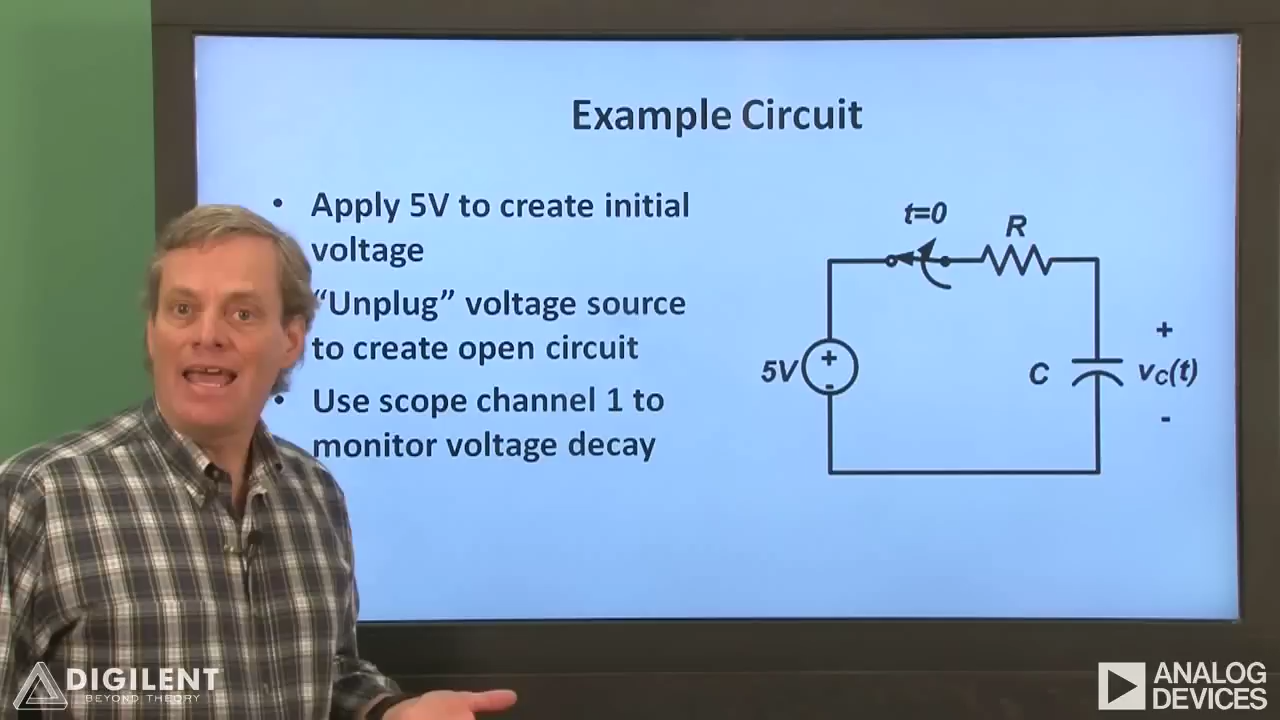 Example Circuit
• Apply 5V to create initial
voltage
“Unplug” voltage source
to create open circuit
• Use scope channel 1 to
monitor voltage decay
t=0
R
5V
+
-
C
+
vC(t)
-
DIGILENT
BEYOND THEORY
ANALOG
DEVICES